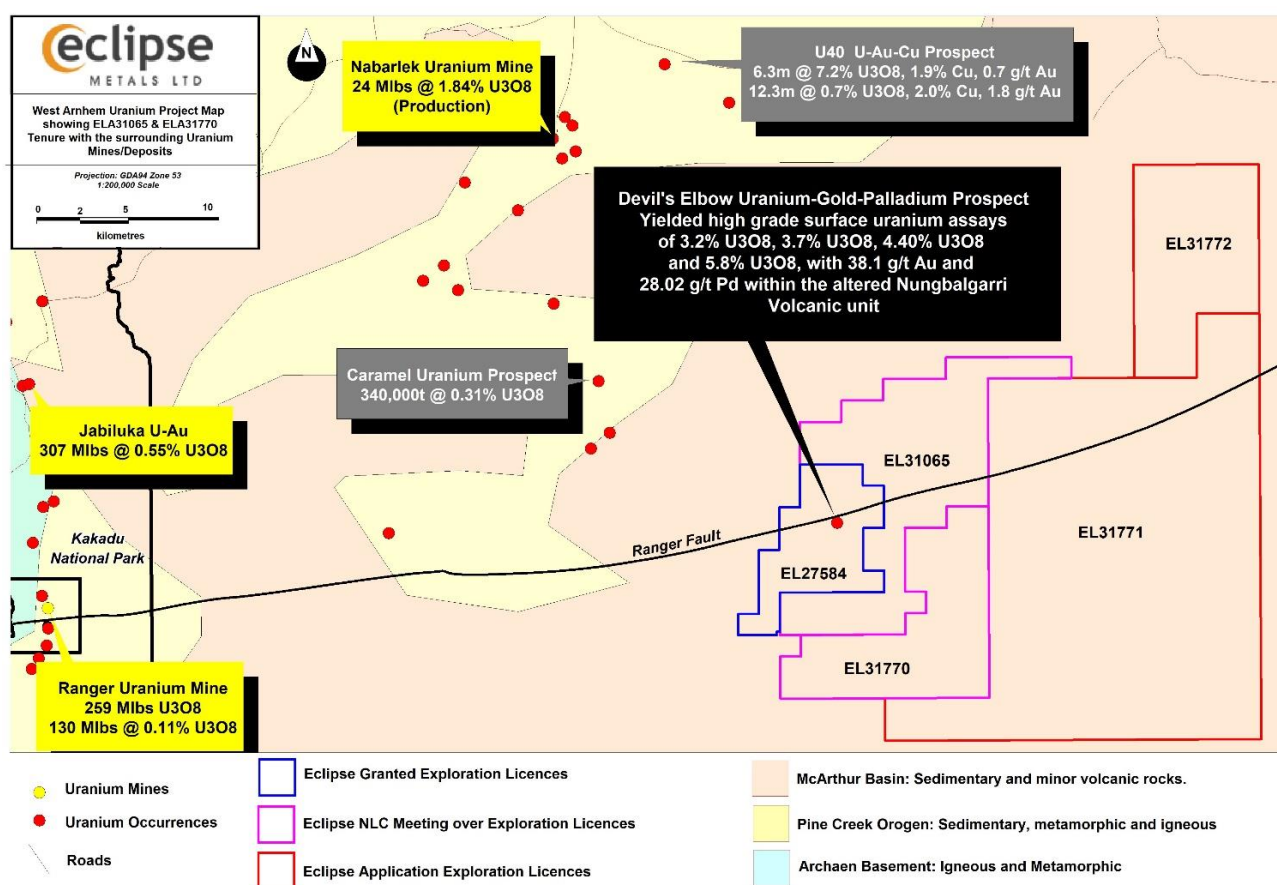 eclipse
METALS LTD
West Arnhem Uranium Project Map
showing ELA31065 & ELA31770
Tenure with the surrounding Uranium
Mines/Deposits
Projection: GDA94 Zone 53
1:200,000 Scale
0 2 5 10
kilometres
N
Nabarlek Uranium Mine
24 Mlbs @ 1.84% U3O8
(Production)
U40 U-Au-Cu Prospect
6.3m @ 7.2% U3O8, 1.9% Cu, 0.7 g/t Au
12.3m @ 0.7% U3O8, 2.0% Cu, 1.8 g/t Au
Devil's Elbow Uranium-Gold-Palladium Prospect
Yielded high grade surface uranium assays
of 3.2% U3O8, 3.7% U3O8, 4.40% U3O8
and 5.8% U3O8, with 38.1 g/t Au and
28.02 g/t Pd within the altered Nungbalgarri
Volcanic unit
EL31772
Caramel Uranium Prospect
340,000t @ 0.31% U3O8
Jabiluka U-Au
307 Mlbs @ 0.55% U3O8
EL31065
Kakadu
National Park
Ranger Fault
EL31771
EL27584
EL31770
Ranger Uranium Mine
259 Mlbs U3O8
130 Mlbs @ 0.11% U3O8
Uranium Mines
Uranium Occurrences
Roads
Eclipse Granted Exploration Licences
Eclipse NLC Meeting over Exploration Licences
Eclipse Application Exploration Licences
McArthur Basin: Sedimentary and minor volcanic rocks.
Pine Creek Orogen: Sedimentary, metamorphic and igneous
Archaen Basement: Igneous and Metamorphic